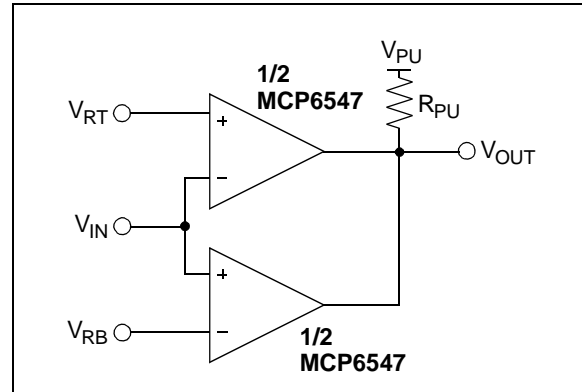 V_PU
1/2
MCP6547
V_RT
R_PU
+
−
V_OUT
V_IN
+
−
V_RB
1/2
MCP6547